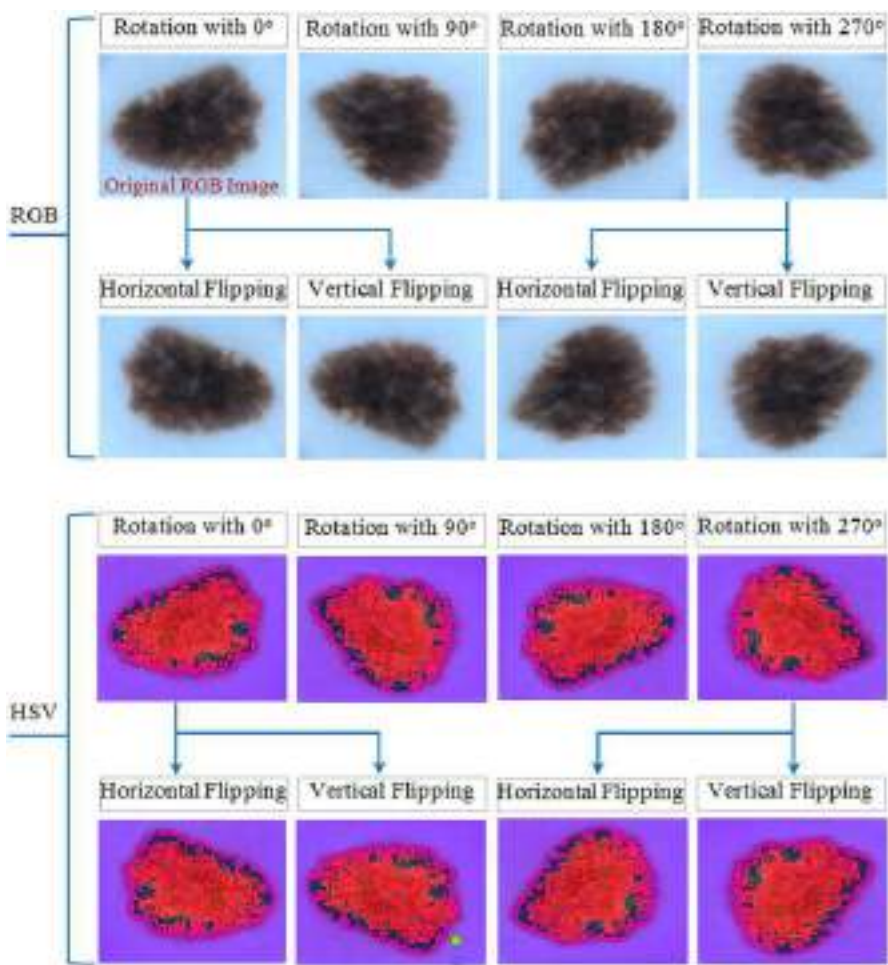 Rotation with 0° Rotation with 90° Rotation with 180° Rotation with 270°
Original RGB Image
RGB
Horizontal Flipping Vertical Flipping Horizontal Flipping Vertical Flipping
Rotation with 0° Rotation with 90° Rotation with 180° Rotation with 270°
HSV
Horizontal Flipping Vertical Flipping Horizontal Flipping Vertical Flipping